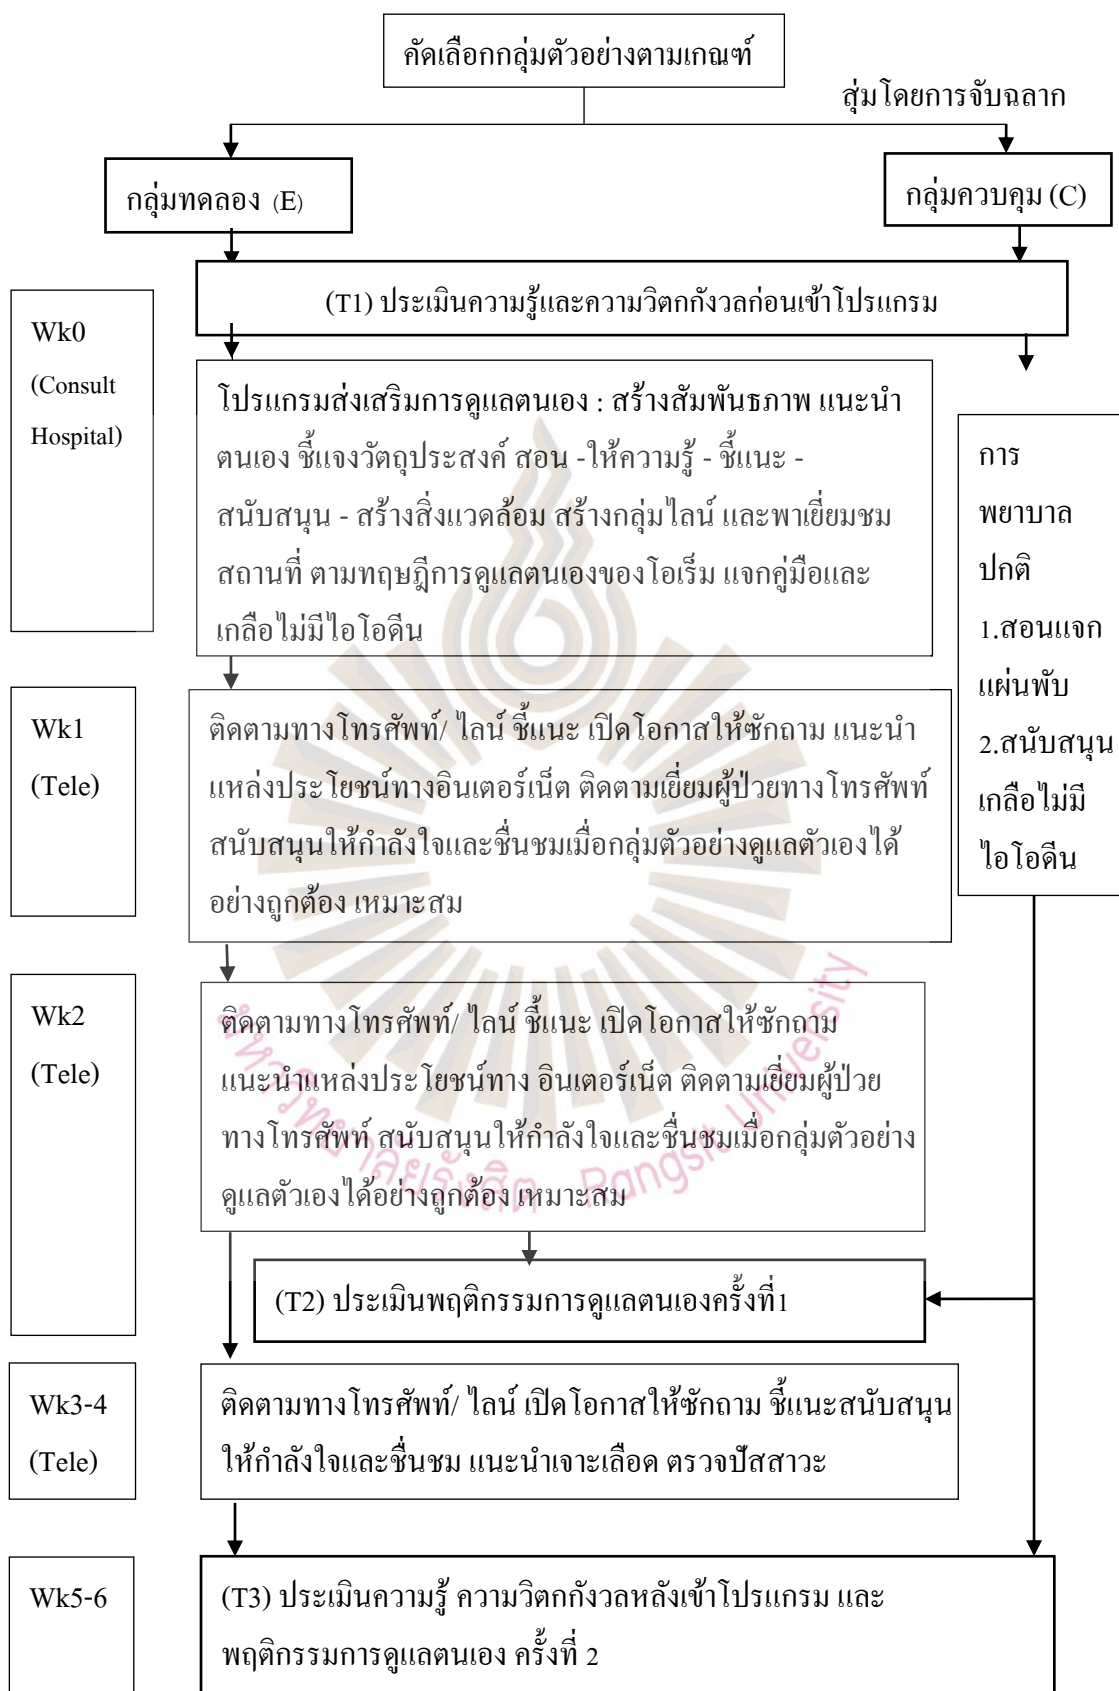 คัดเลือกกลุ่มตัวอย่างตามเกณฑ์
สุ่มโดยการจับฉลาก
กลุ่มทดลอง (E)
กลุ่มควบคุม (C)
(T1) ประเมินความรู้และความวิตกกังวลก่อนเข้าโปรแกรม
Wk0
(Consult
Hospital)
โปรแกรมส่งเสริมการดูแลตนเอง : สร้างสัมพันธภาพ แนะนำ
ตนเอง ชี้แจงวัตถุประสงค์ สอน -ให้ความรู้ - ชี้แนะ -
สนับสนุน - สร้างสิ่งแวดล้อม สร้างกลุ่มไลน์ และพาเยี่ยมชม
สถานที่ ตามทฤษฎีการดูแลตนเองของโอเร็ม แจกคู่มือและ
เกลือไม่มีไอโอดีน
การ
พยาบาล
ปกติ
1.สอนแจก
แผ่นพับ
2.สนับสนุน
เกลือไม่มี
ไอโอดีน
Wk1
(Tele)
ติดตามทางโทรศัพท์/ ไลน์ ชี้แนะ เปิดโอกาสให้ซักถาม แนะนำ
แหล่งประโยชน์ทางอินเตอร์เน็ต ติดตามเยี่ยมผู้ป่วยทางโทรศัพท์
สนับสนุนให้กำลังใจและชื่นชมเมื่อกลุ่มตัวอย่างดูแลตัวเองได้
อย่างถูกต้อง เหมาะสม
Wk2
(Tele)
ติดตามทางโทรศัพท์/ ไลน์ ชี้แนะ เปิดโอกาสให้ซักถาม
แนะนำแหล่งประโยชน์ทาง อินเตอร์เน็ต ติดตามเยี่ยมผู้ป่วย
ทางโทรศัพท์ สนับสนุนให้กำลังใจและชื่นชมเมื่อกลุ่มตัวอย่าง
ดูแลตัวเองได้อย่างถูกต้อง เหมาะสม
มหาวิทยาลัยรังสิต Rangsit University
(T2) ประเมินพฤติกรรมการดูแลตนเองครั้งที่1
Wk3-4
(Tele)
ติดตามทางโทรศัพท์/ ไลน์ เปิดโอกาสให้ซักถาม ชี้แนะสนับสนุน
ให้กำลังใจและชื่นชม แนะนำเจาะเลือด ตรวจปัสสาวะ
Wk5-6
(T3) ประเมินความรู้ ความวิตกกังวลหลังเข้าโปรแกรม และ
พฤติกรรมการดูแลตนเอง ครั้งที่ 2